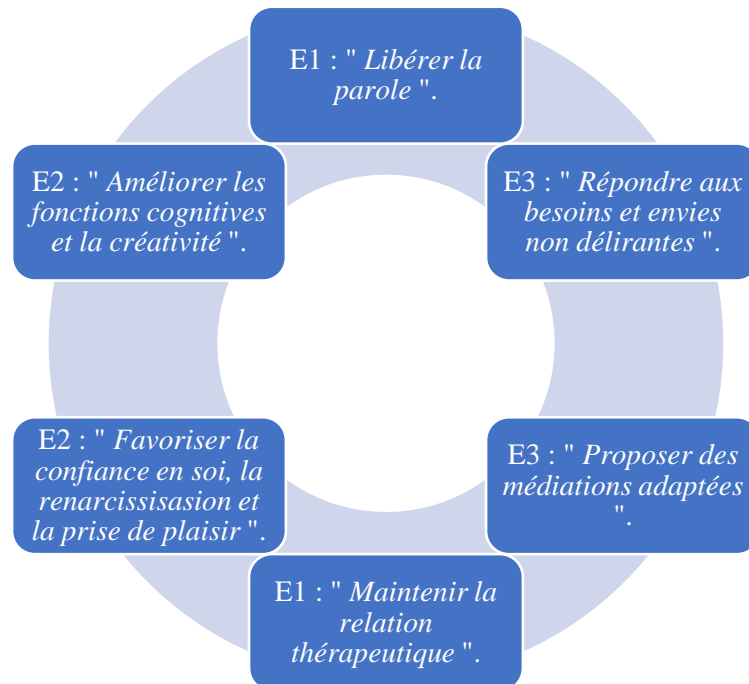 E1 : " Libérer la
parole ".
E2 : " Améliorer les
fonctions cognitives
et la créativité ".
E3 : " Répondre aux
besoins et envies
non délirantes ".
E2 : " Favoriser la
confiance en soi, la
renarcissisasion et
la prise de plaisir ".
E3 : " Proposer des
médiations adaptées
".
E1 : " Maintenir la
relation
thérapeutique ".